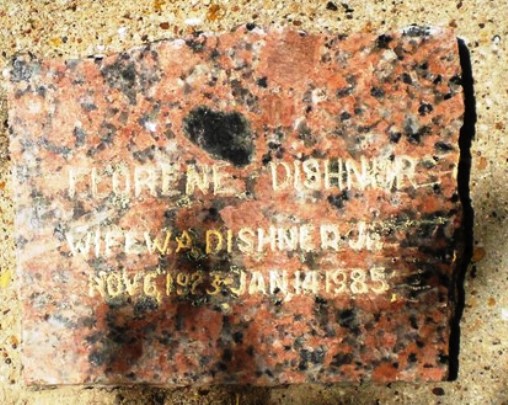 FLORENE DISHNER
WIFE W.A. DISHNER JR.
NOV 6, 1923-JAN, 14 1985